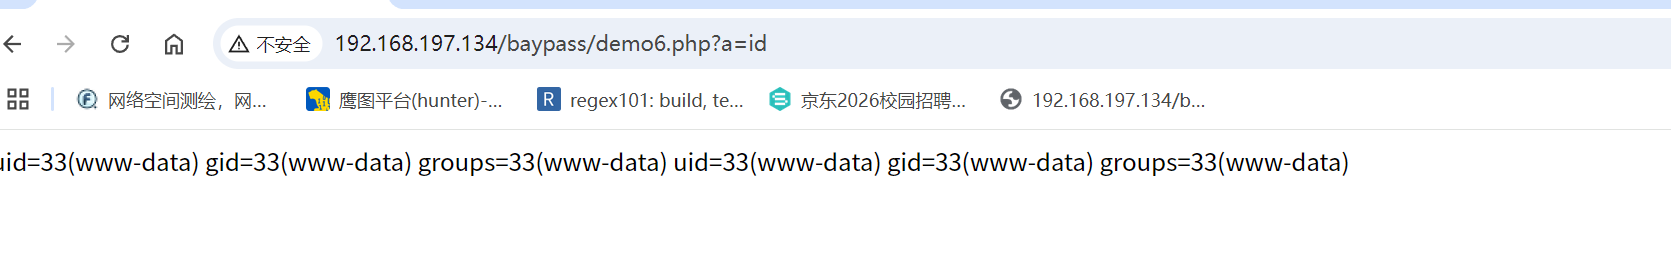 不安全 192.168.197.134/baypass/demo6.php?a=id
网络空间测绘，网... 鹰图平台(hunter)-... R regex101: build, te... 京东2026校园招聘... 192.168.197.134/b...
uid=33(www-data) gid=33(www-data) groups=33(www-data) uid=33(www-data) gid=33(www-data) groups=33(www-data)